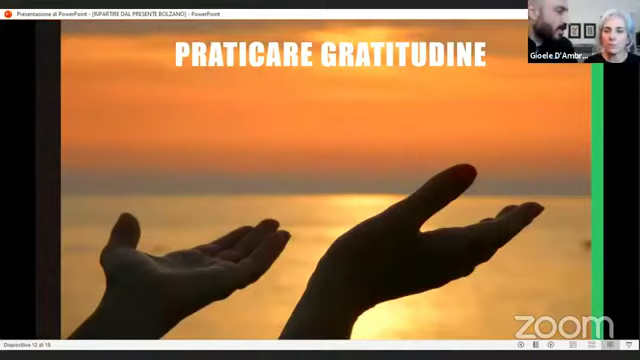 Presentazione di PowerPoint - [RIPARTIRE DAL PRESENTE BOLZANO] - PowerPoint
PRATICARE GRATITUDINE
Gioele D'Ambr...
zoom
Diapositiva 12 di 18